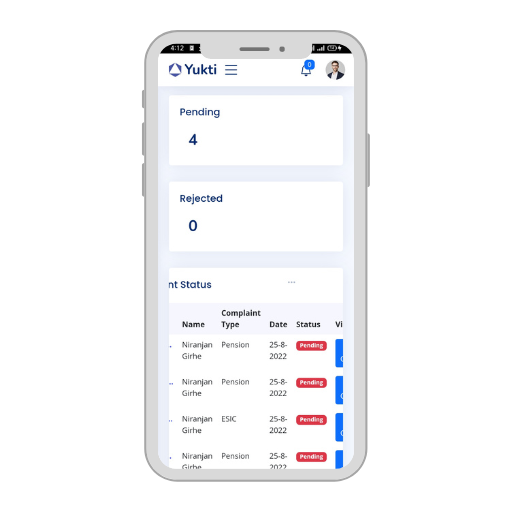 4:12
Yukti
0
Pending
4
Rejected
0
nt Status
...
Complaint
Name Type Date Status Vi
Niranjan Pension 25-8- Pending
Girhe 2022
Niranjan Pension 25-8- Pending
Girhe 2022
Niranjan ESIC 25-8- Pending
Girhe 2022
Niranjan Pension 25-8- Pending
Girhe 2022